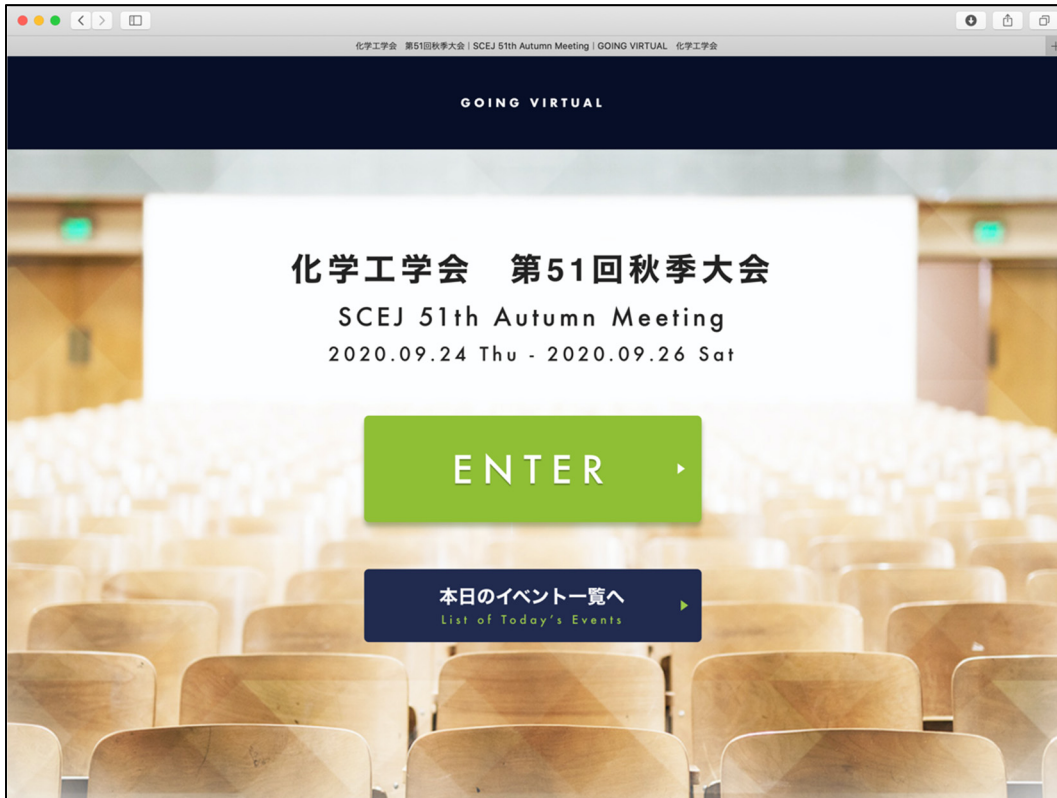 化学工学会　第51回秋季大会｜SCEJ 51th Autumn Meeting｜GOING VIRTUAL　化学工学会
GOING VIRTUAL
化学工学会　第51回秋季大会
SCEJ 51th Autumn Meeting
2020.09.24 Thu - 2020.09.26 Sat
ENTER
本日のイベント一覧へ
List of Today's Events